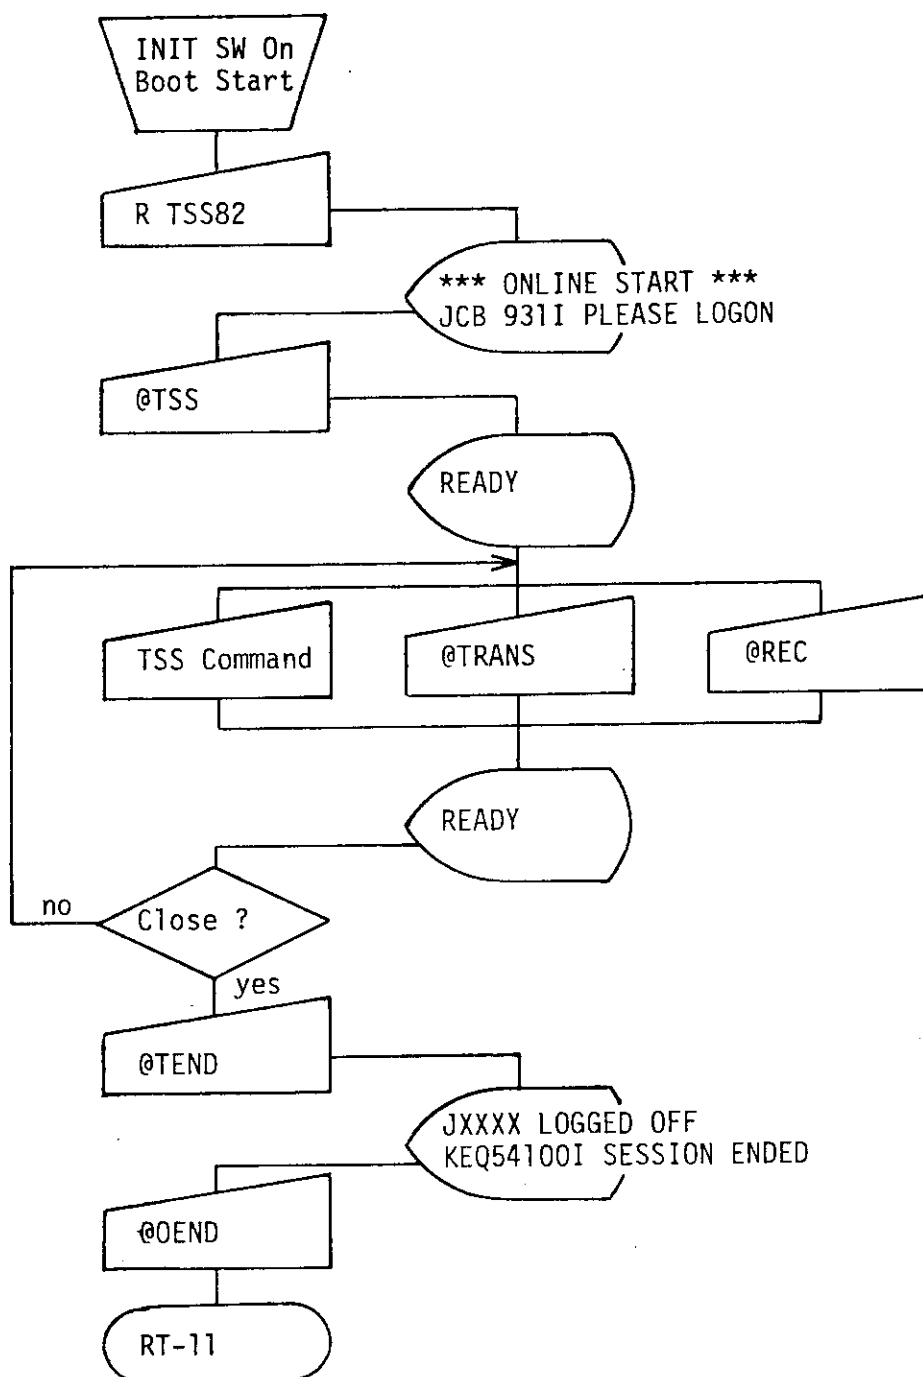 INIT SW On
Boot Start
R TSS82
*** ONLINE START ***
JCB 931I PLEASE LOGON
@TSS
READY
TSS Command
@TRANS
@REC
READY
no
Close ?
yes
@TEND
JXXXX LOGGED OFF
KEQ54100I SESSION ENDED
@OEND
RT-11